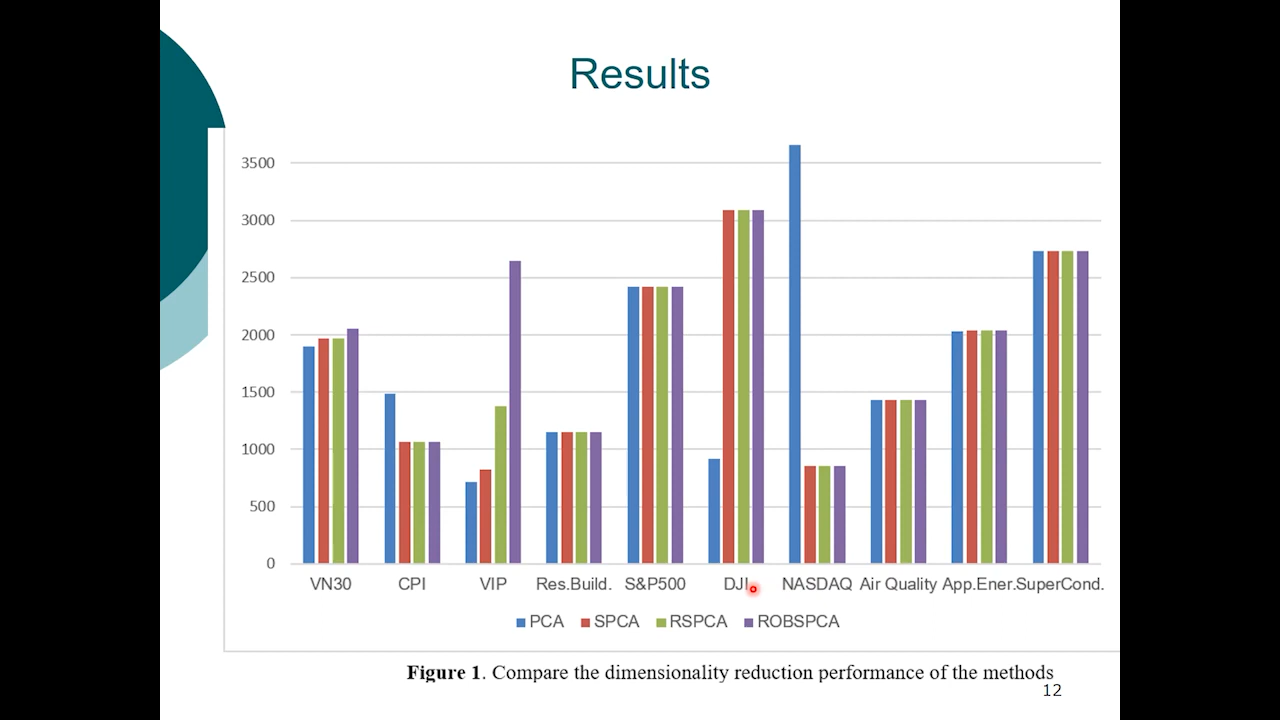 Results
3500
3000
2500
2000
1500
1000
500
0
VN30 CPI VIP Res.Build. S&P500 DJI NASDAQ Air Quality App.Ener. SuperCond.
PCA SPCA RSPCA ROBSPCA
Figure 1. Compare the dimensionality reduction performance of the methods
12